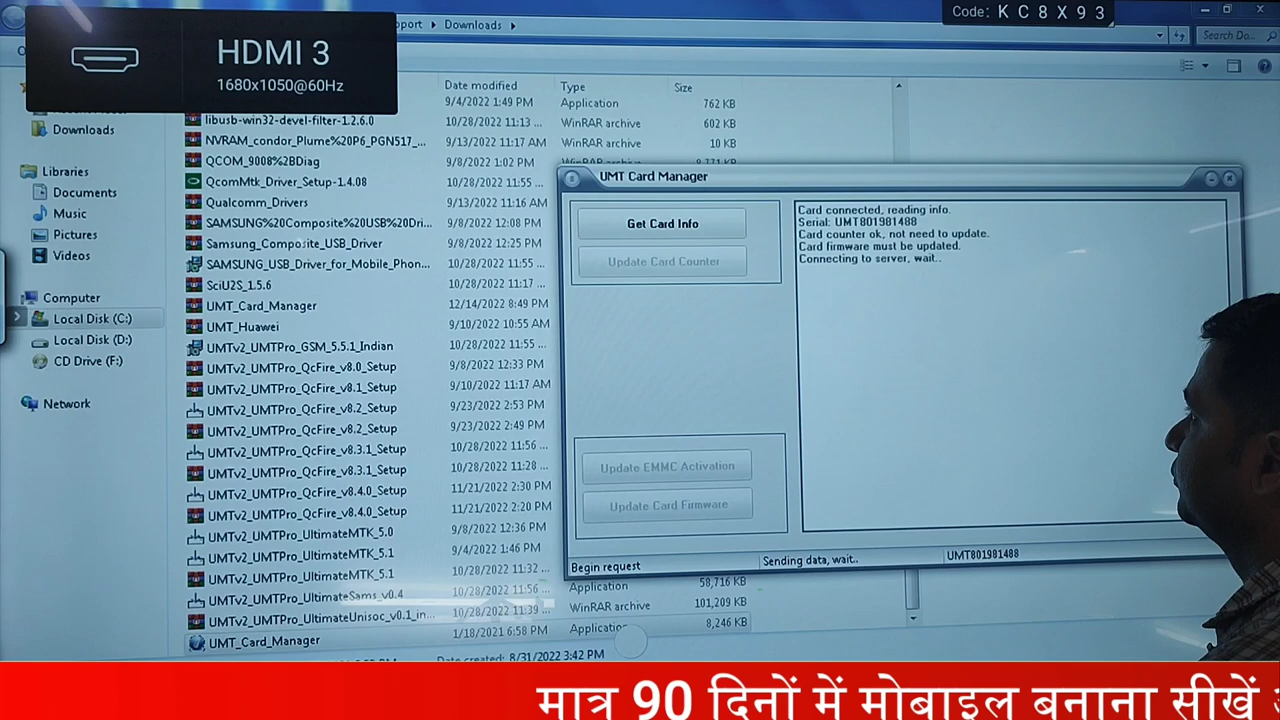 Code: K C 8 X 9 3
HDMI 3
1680x1050@60Hz
pport ▸ Downloads ▸
Search Do...
Date modified Type Size
9/4/2022 1:49 PM Application 762 KB
libusb-win32-devel-filter-1.2.6.0 10/28/2022 11:13 ... WinRAR archive 602 KB
NVRAM_condor_Plume%20P6_PGN517_... 9/13/2022 11:17 AM WinRAR archive 10 KB
QCOM_9008%2BDiag 9/8/2022 1:02 PM WinRAR archive 9,771 KB
QcomMtk_Driver_Setup-1.4.08 10/28/2022 11:55 ...
Qualcomm_Drivers 9/13/2022 11:16 AM
SAMSUNG%20Composite%20USB%20Dri... 9/8/2022 12:08 PM
Samsung_Composite_USB_Driver 9/8/2022 12:25 PM
SAMSUNG_USB_Driver_for_Mobile_Phon... 10/28/2022 11:55 ...
SciU2S_1.5.6 10/28/2022 11:17 ...
UMT_Card_Manager 12/14/2022 8:49 PM
UMT_Huawei 9/10/2022 10:55 AM
UMTv2_UMTPro_GSM_5.5.1_Indian 10/28/2022 11:55 ...
UMTv2_UMTPro_QcFire_v8.0_Setup 9/8/2022 12:33 PM
UMTv2_UMTPro_QcFire_v8.1_Setup 9/10/2022 11:17 AM
UMTv2_UMTPro_QcFire_v8.2_Setup 9/23/2022 2:53 PM
UMTv2_UMTPro_QcFire_v8.2_Setup 9/23/2022 2:49 PM
UMTv2_UMTPro_QcFire_v8.3.1_Setup 10/28/2022 11:56 ...
UMTv2_UMTPro_QcFire_v8.3.1_Setup 10/28/2022 11:28 ...
UMTv2_UMTPro_QcFire_v8.4.0_Setup 11/21/2022 2:30 PM
UMTv2_UMTPro_QcFire_v8.4.0_Setup 11/21/2022 2:20 PM
UMTv2_UMTPro_UltimateMTK_5.0 9/8/2022 12:36 PM
UMTv2_UMTPro_UltimateMTK_5.1 9/4/2022 1:46 PM
UMTv2_UMTPro_UltimateMTK_5.1 10/28/2022 11:32 ...
UMTv2_UMTPro_UltimateSams_v0.4 10/28/2022 11:56 ... Application 58,716 KB
UMTv2_UMTPro_UltimateUnisoc_v0.1_in... 10/28/2022 11:39 ... WinRAR archive 101,209 KB
UMT_Card_Manager 1/18/2021 6:58 PM Application 8,246 KB
Date created: 8/31/2022 3:42 PM
Downloads
Libraries
Documents
Music
Pictures
Videos
Computer
Local Disk (C:)
Local Disk (D:)
CD Drive (F:)
Network
UMT Card Manager
Get Card Info
Update Card Counter
Update EMMC Activation
Update Card Firmware
Card connected, reading info.
Serial: UMT801981488
Card counter ok, not need to update.
Card firmware must be updated.
Connecting to server, wait..
Begin request Sending data, wait.. UMT801981488
मात्र 90 दिनों में मोबाइल बनाना सीखें